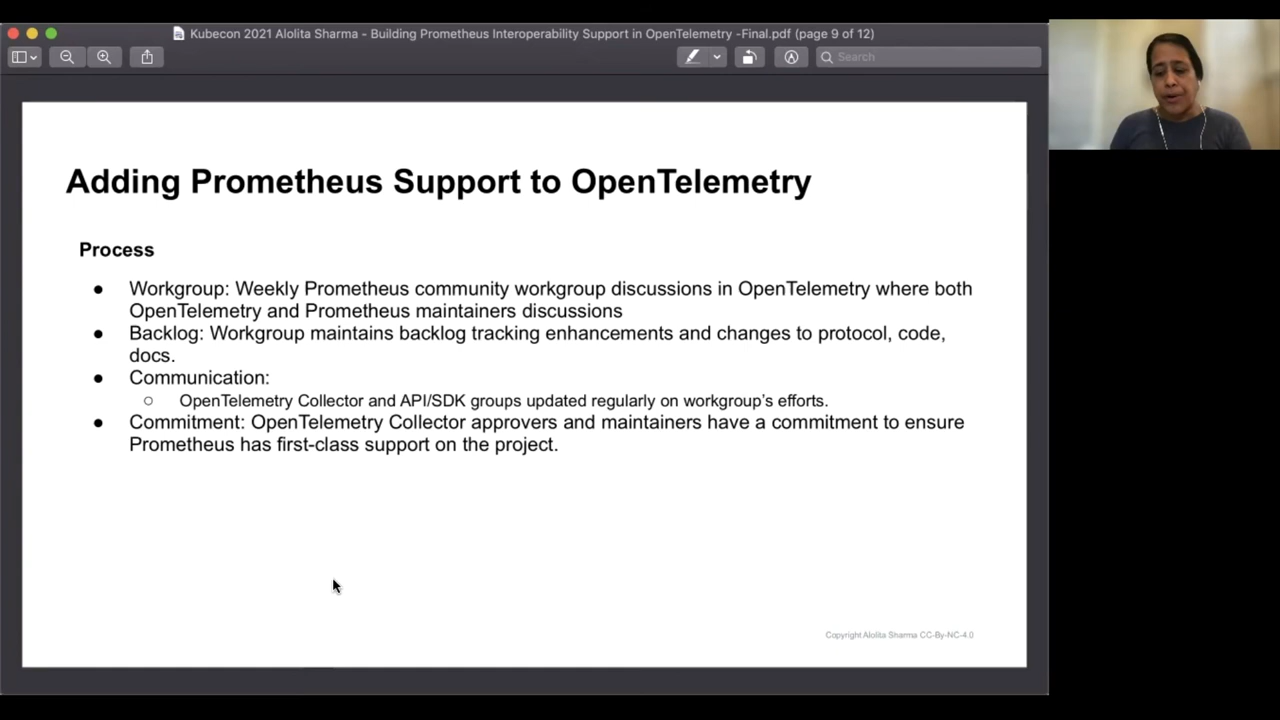 Kubecon 2021 Alolita Sharma - Building Prometheus Interoperability Support in OpenTelemetry -Final.pdf (page 9 of 12)
Search
Adding Prometheus Support to OpenTelemetry
Process
● Workgroup: Weekly Prometheus community workgroup discussions in OpenTelemetry where both
OpenTelemetry and Prometheus maintainers discussions
● Backlog: Workgroup maintains backlog tracking enhancements and changes to protocol, code,
docs.
● Communication:
○ OpenTelemetry Collector and API/SDK groups updated regularly on workgroup's efforts.
● Commitment: OpenTelemetry Collector approvers and maintainers have a commitment to ensure
Prometheus has first-class support on the project.
Copyright Alolita Sharma CC-By-NC-4.0